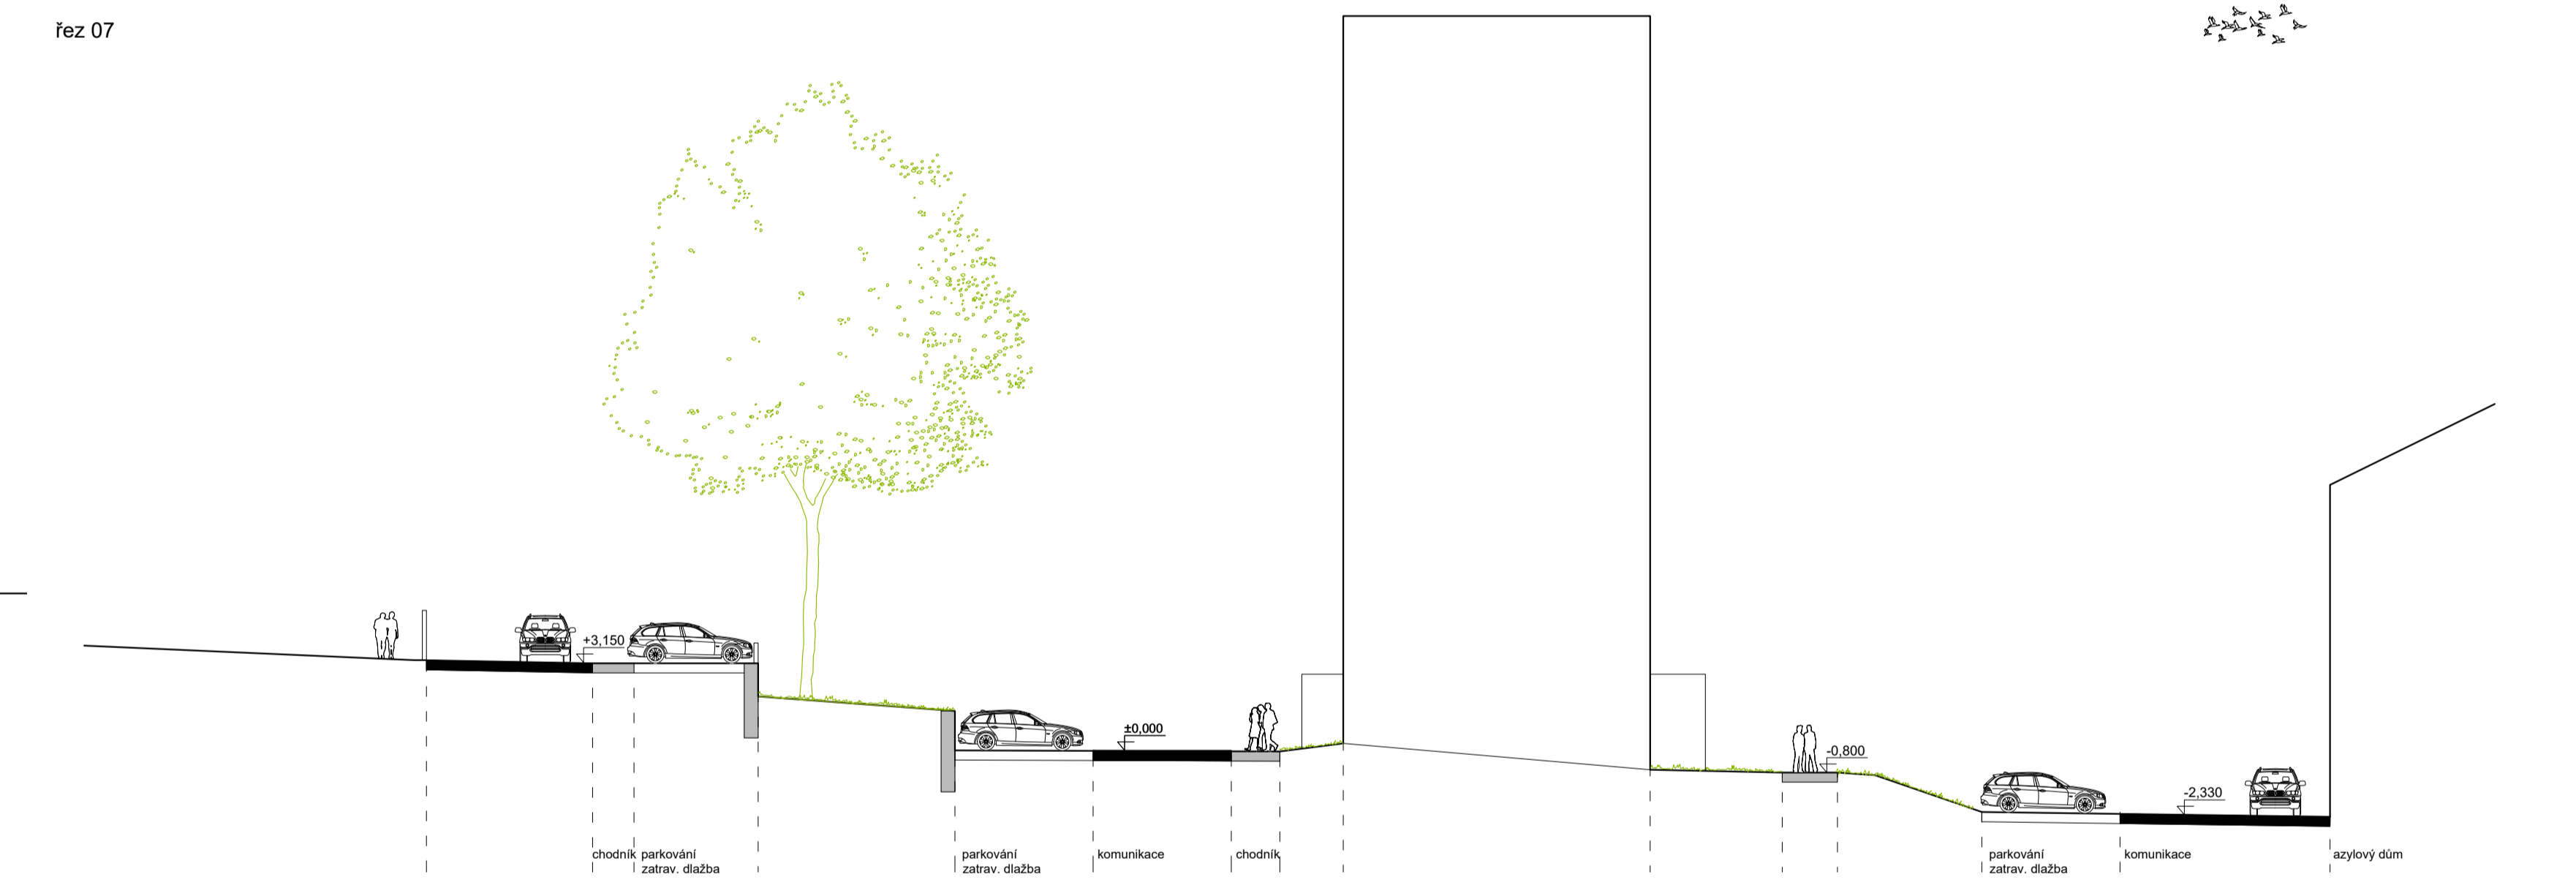 řez 07
+3,150
±0,000
-0,800
-2,330
chodník
parkování
zatrav. dlažba
parkování
zatrav. dlažba
komunikace
chodník
parkování
zatrav. dlažba
komunikace
azylový dům